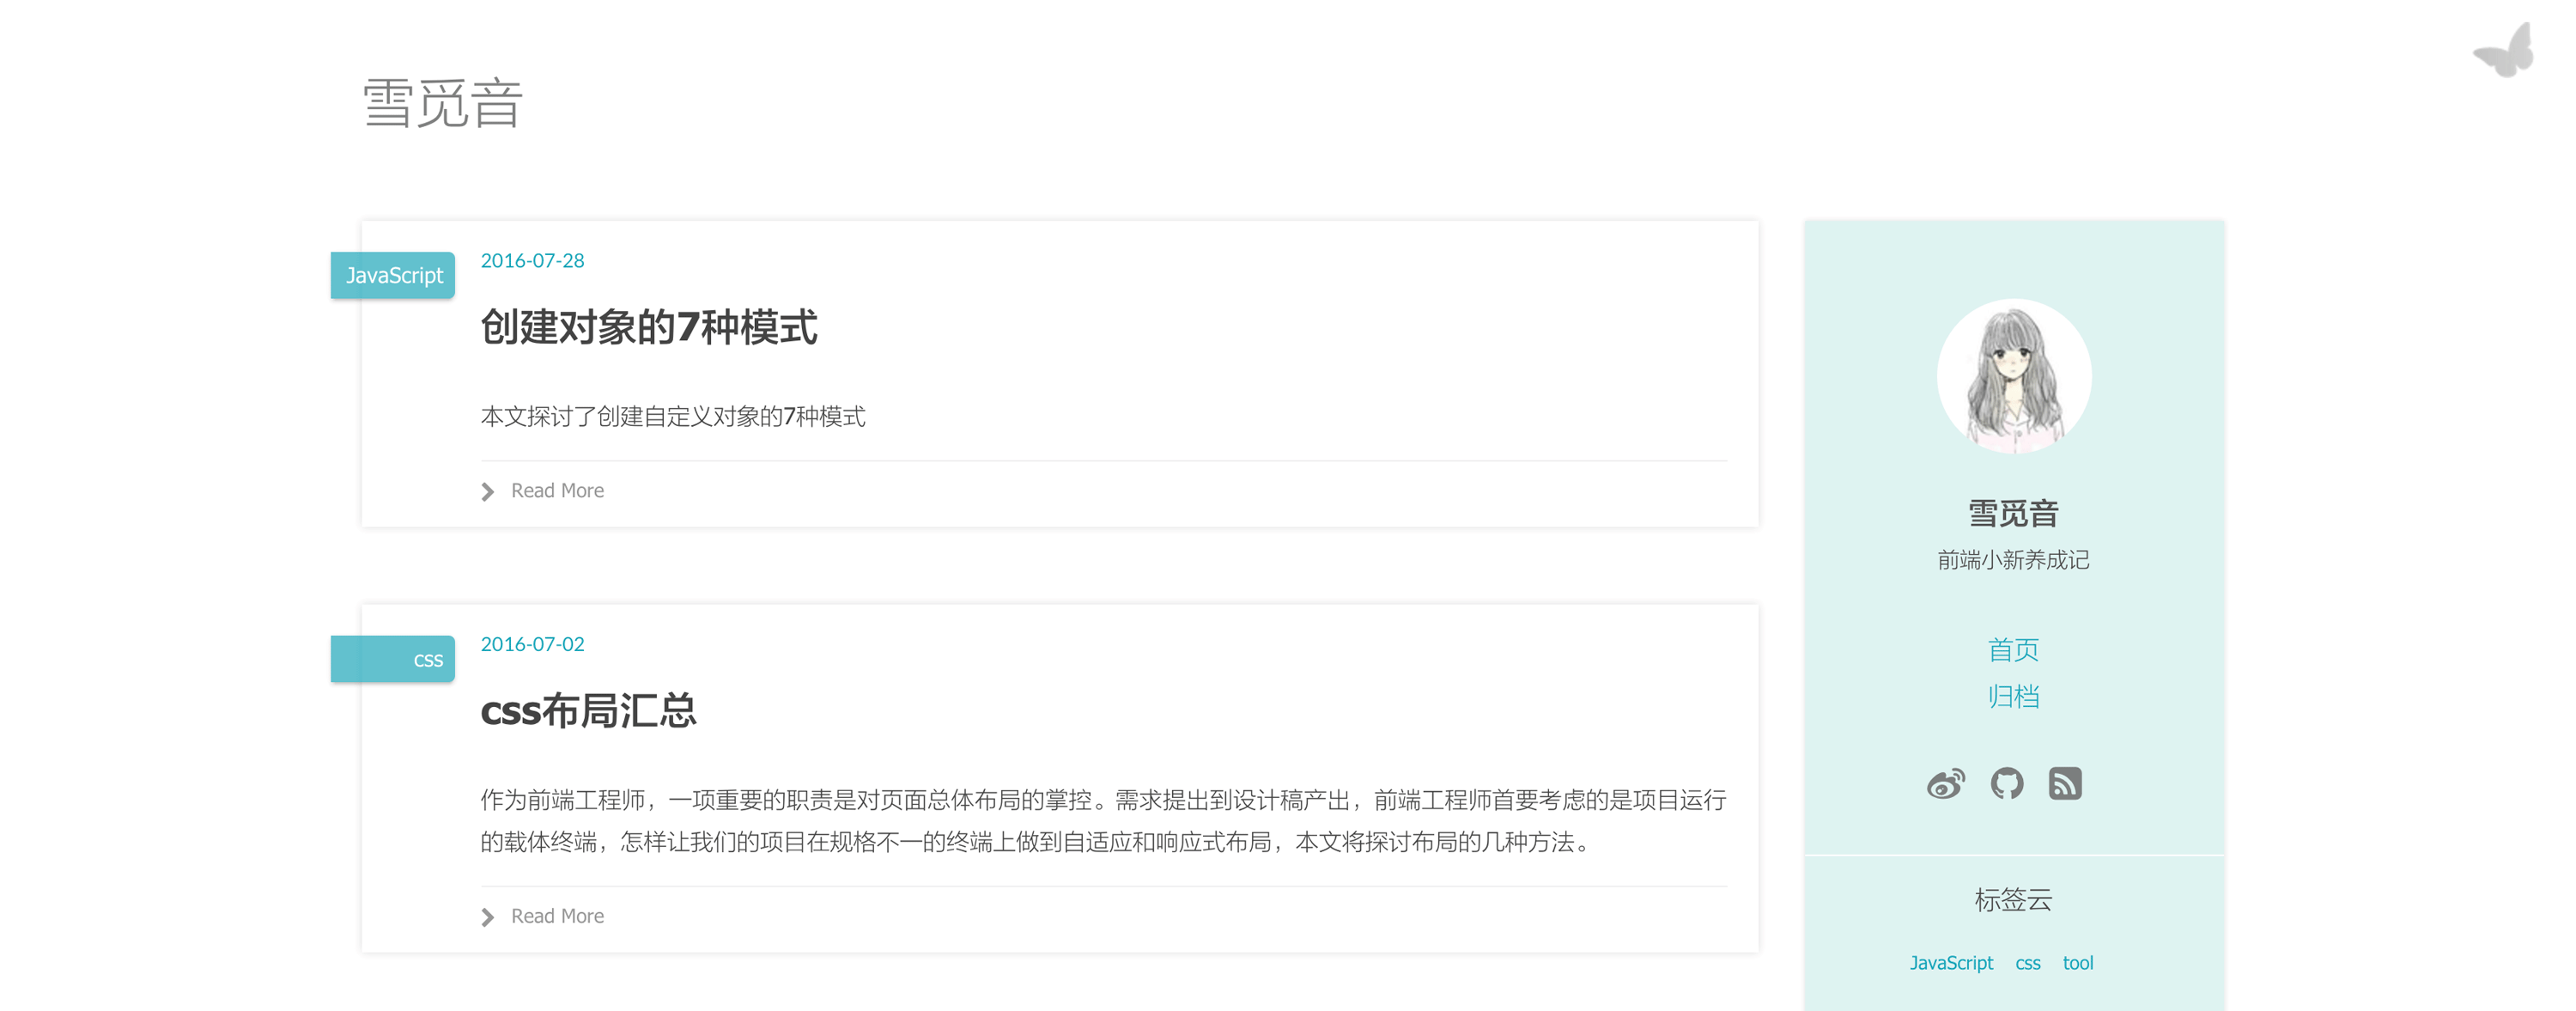 雪觅音
JavaScript
2016-07-28
创建对象的7种模式
本文探讨了创建自定义对象的7种模式
Read More
css
2016-07-02
css布局汇总
作为前端工程师，一项重要的职责是对页面总体布局的掌控。需求提出到设计稿产出，前端工程师首要考虑的是项目运行
的载体终端，怎样让我们的项目在规格不一的终端上做到自适应和响应式布局，本文将探讨布局的几种方法。
Read More
雪觅音
前端小新养成记
首页
归档
标签云
JavaScript css tool